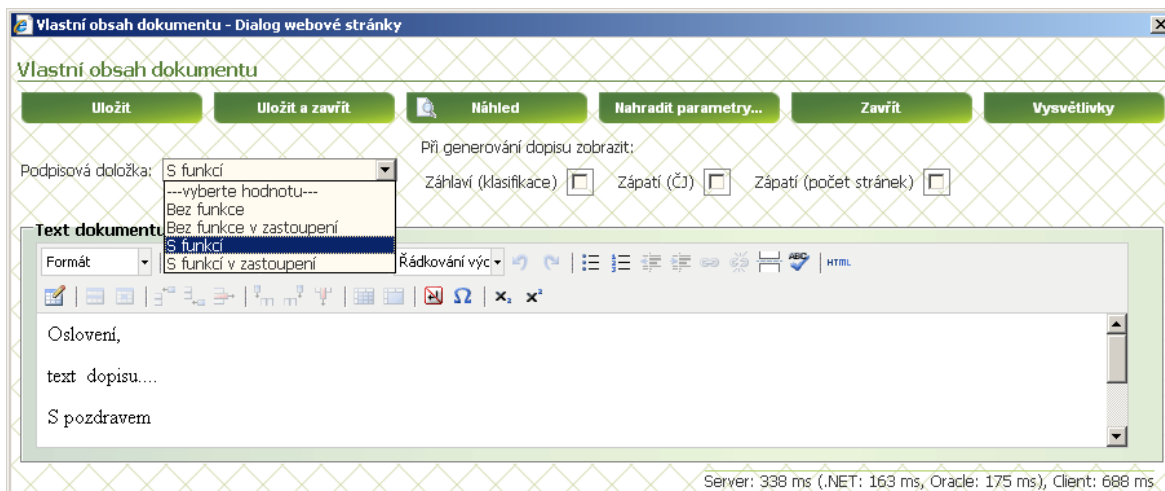 Vlastní obsah dokumentu - Dialog webové stránky
Vlastní obsah dokumentu
Uložit Uložit a zavřít Náhled Nahradit parametry... Zavřít Vysvětlivky
Při generování dopisu zobrazit:
Podpisová doložka: S funkcí Záhlaví (klasifikace) Zápatí (ČJ) Zápatí (počet stránek)
---vyberte hodnotu---
Bez funkce
Bez funkce v zastoupení
S funkcí
S funkcí v zastoupení
Text dokumentu
Formát Řádkování výc ABC HTML
Ω x₂ x²
Oslovení,
text dopisu....
S pozdravem
Server: 338 ms (.NET: 163 ms, Oracle: 175 ms), Client: 688 ms